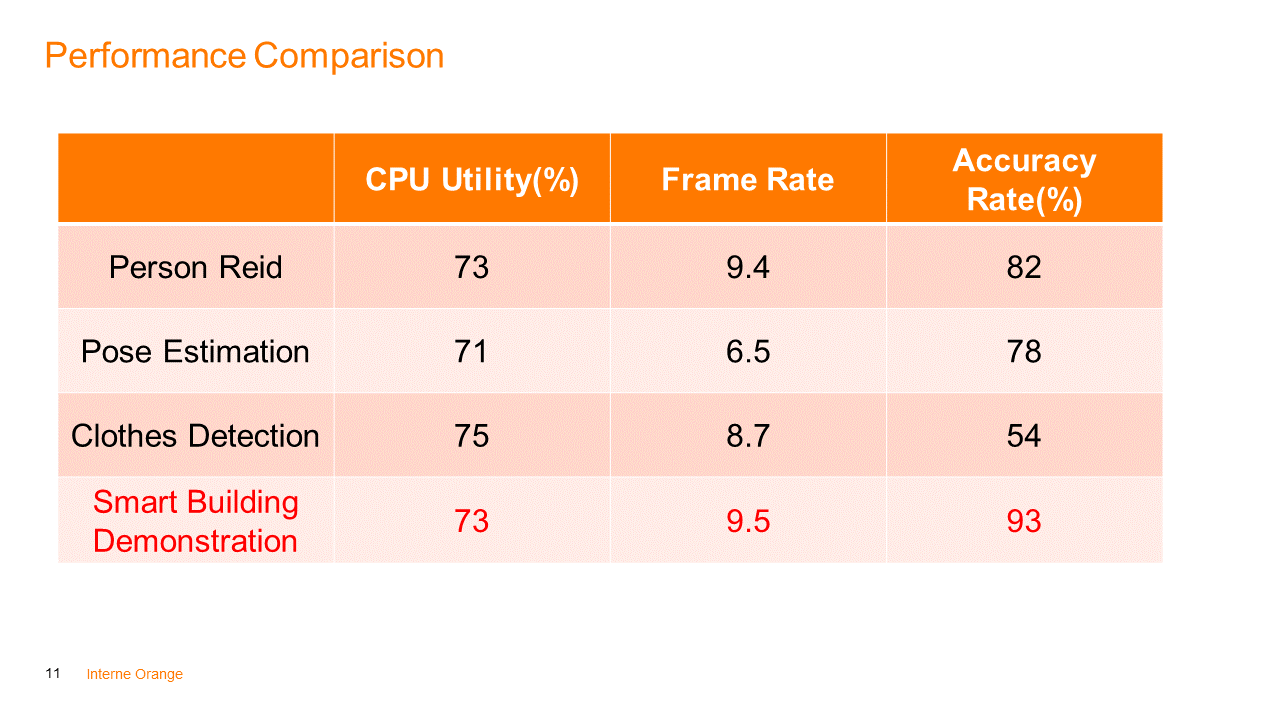 Performance Comparison
CPU Utility(%) Frame Rate Accuracy Rate(%)
Person Reid 73 9.4 82
Pose Estimation 71 6.5 78
Clothes Detection 75 8.7 54
Smart Building Demonstration 73 9.5 93
11 Interne Orange